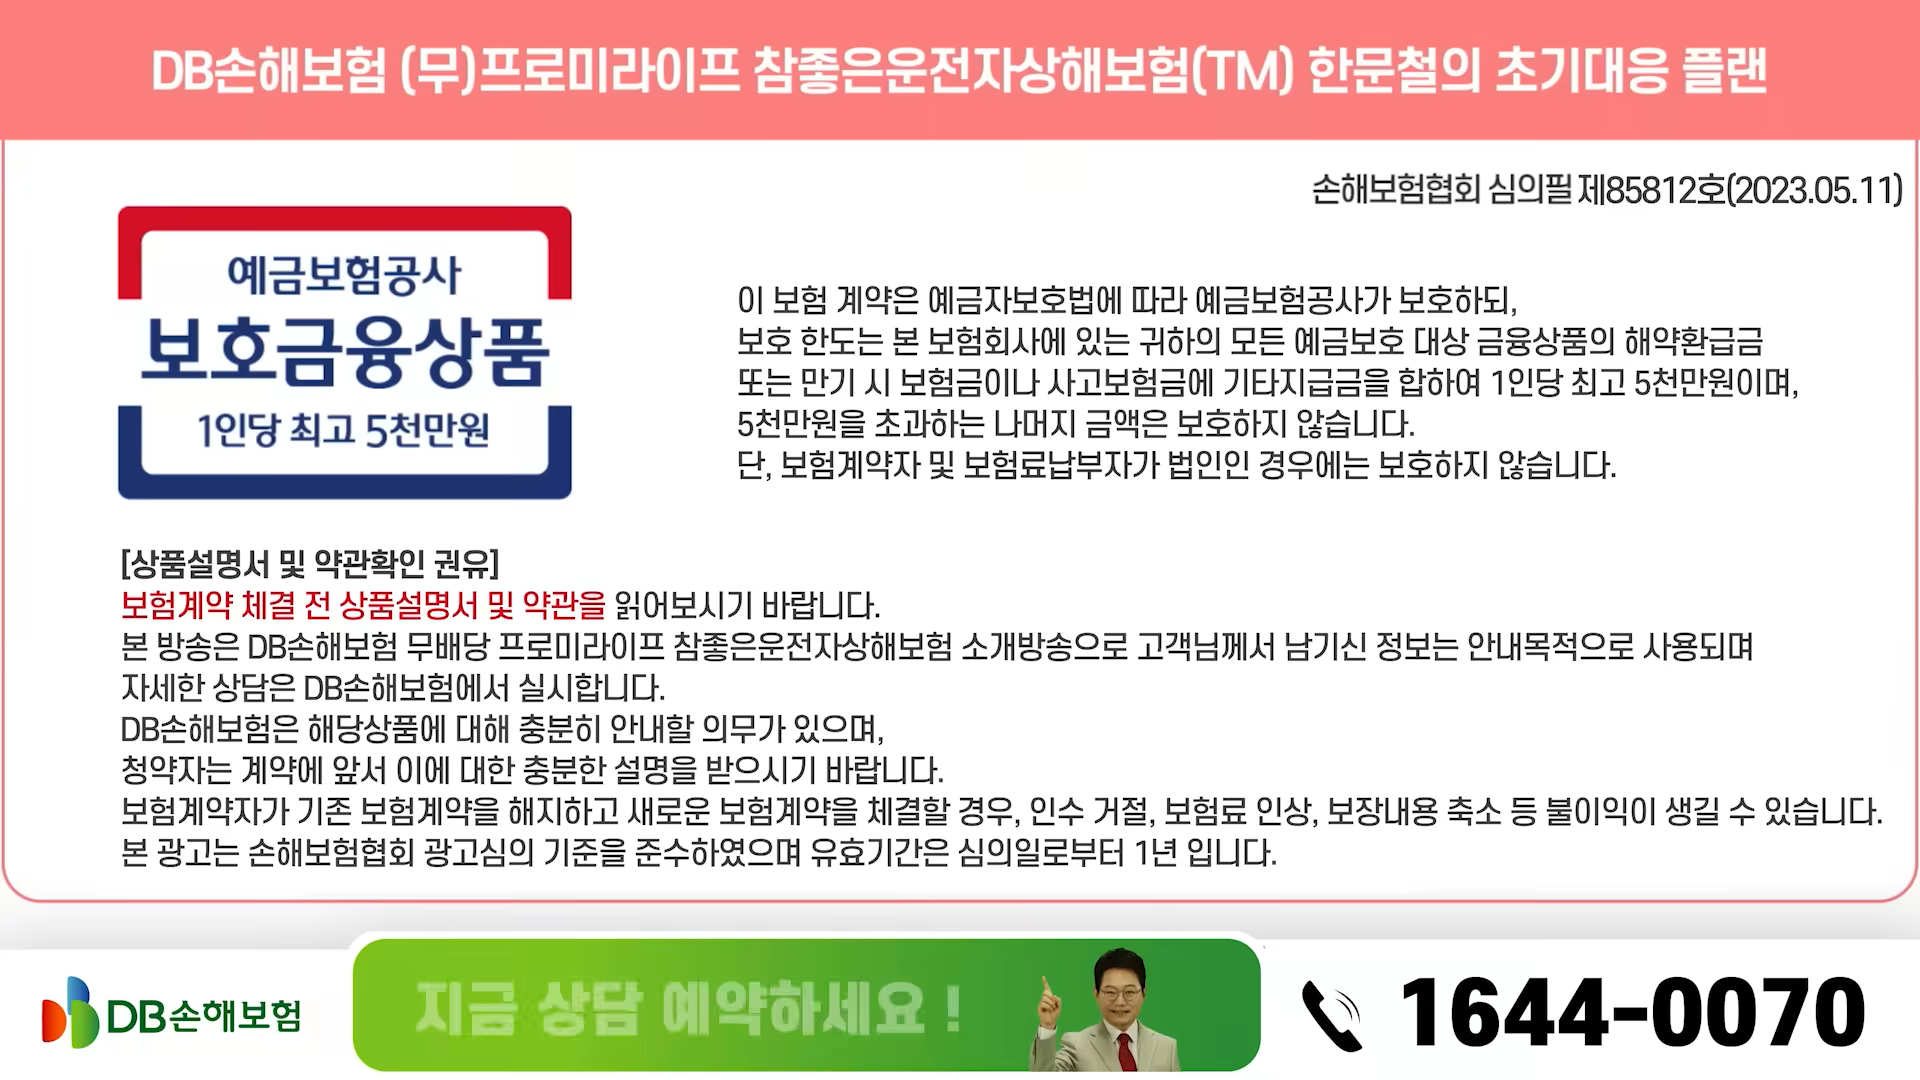 DB손해보험 (무)프로미라이프 참좋은운전자상해보험(TM) 한문철의 초기대응 플랜
손해보험협회 심의필 제85812호(2023.05.11)
예금보험공사
보호금융상품
1인당 최고 5천만원
이 보험 계약은 예금자보호법에 따라 예금보험공사가 보호하되,
보호 한도는 본 보험회사에 있는 귀하의 모든 예금보호 대상 금융상품의 해약환급금
또는 만기 시 보험금이나 사고보험금에 기타지급금을 합하여 1인당 최고 5천만원이며,
5천만원을 초과하는 나머지 금액은 보호하지 않습니다.
단, 보험계약자 및 보험료납부자가 법인인 경우에는 보호하지 않습니다.
[상품설명서 및 약관확인 권유]
보험계약 체결 전 상품설명서 및 약관을 읽어보시기 바랍니다.
본 방송은 DB손해보험 무배당 프로미라이프 참좋은운전자상해보험 소개방송으로 고객님께서 남기신 정보는 안내목적으로 사용되며
자세한 상담은 DB손해보험에서 실시합니다.
DB손해보험은 해당상품에 대해 충분히 안내할 의무가 있으며,
청약자는 계약에 앞서 이에 대한 충분한 설명을 받으시기 바랍니다.
보험계약자가 기존 보험계약을 해지하고 새로운 보험계약을 체결할 경우, 인수 거절, 보험료 인상, 보장내용 축소 등 불이익이 생길 수 있습니다.
본 광고는 손해보험협회 광고심의 기준을 준수하였으며 유효기간은 심의일로부터 1년 입니다.
DB손해보험
지금 상담 예약하세요 !
1644-0070